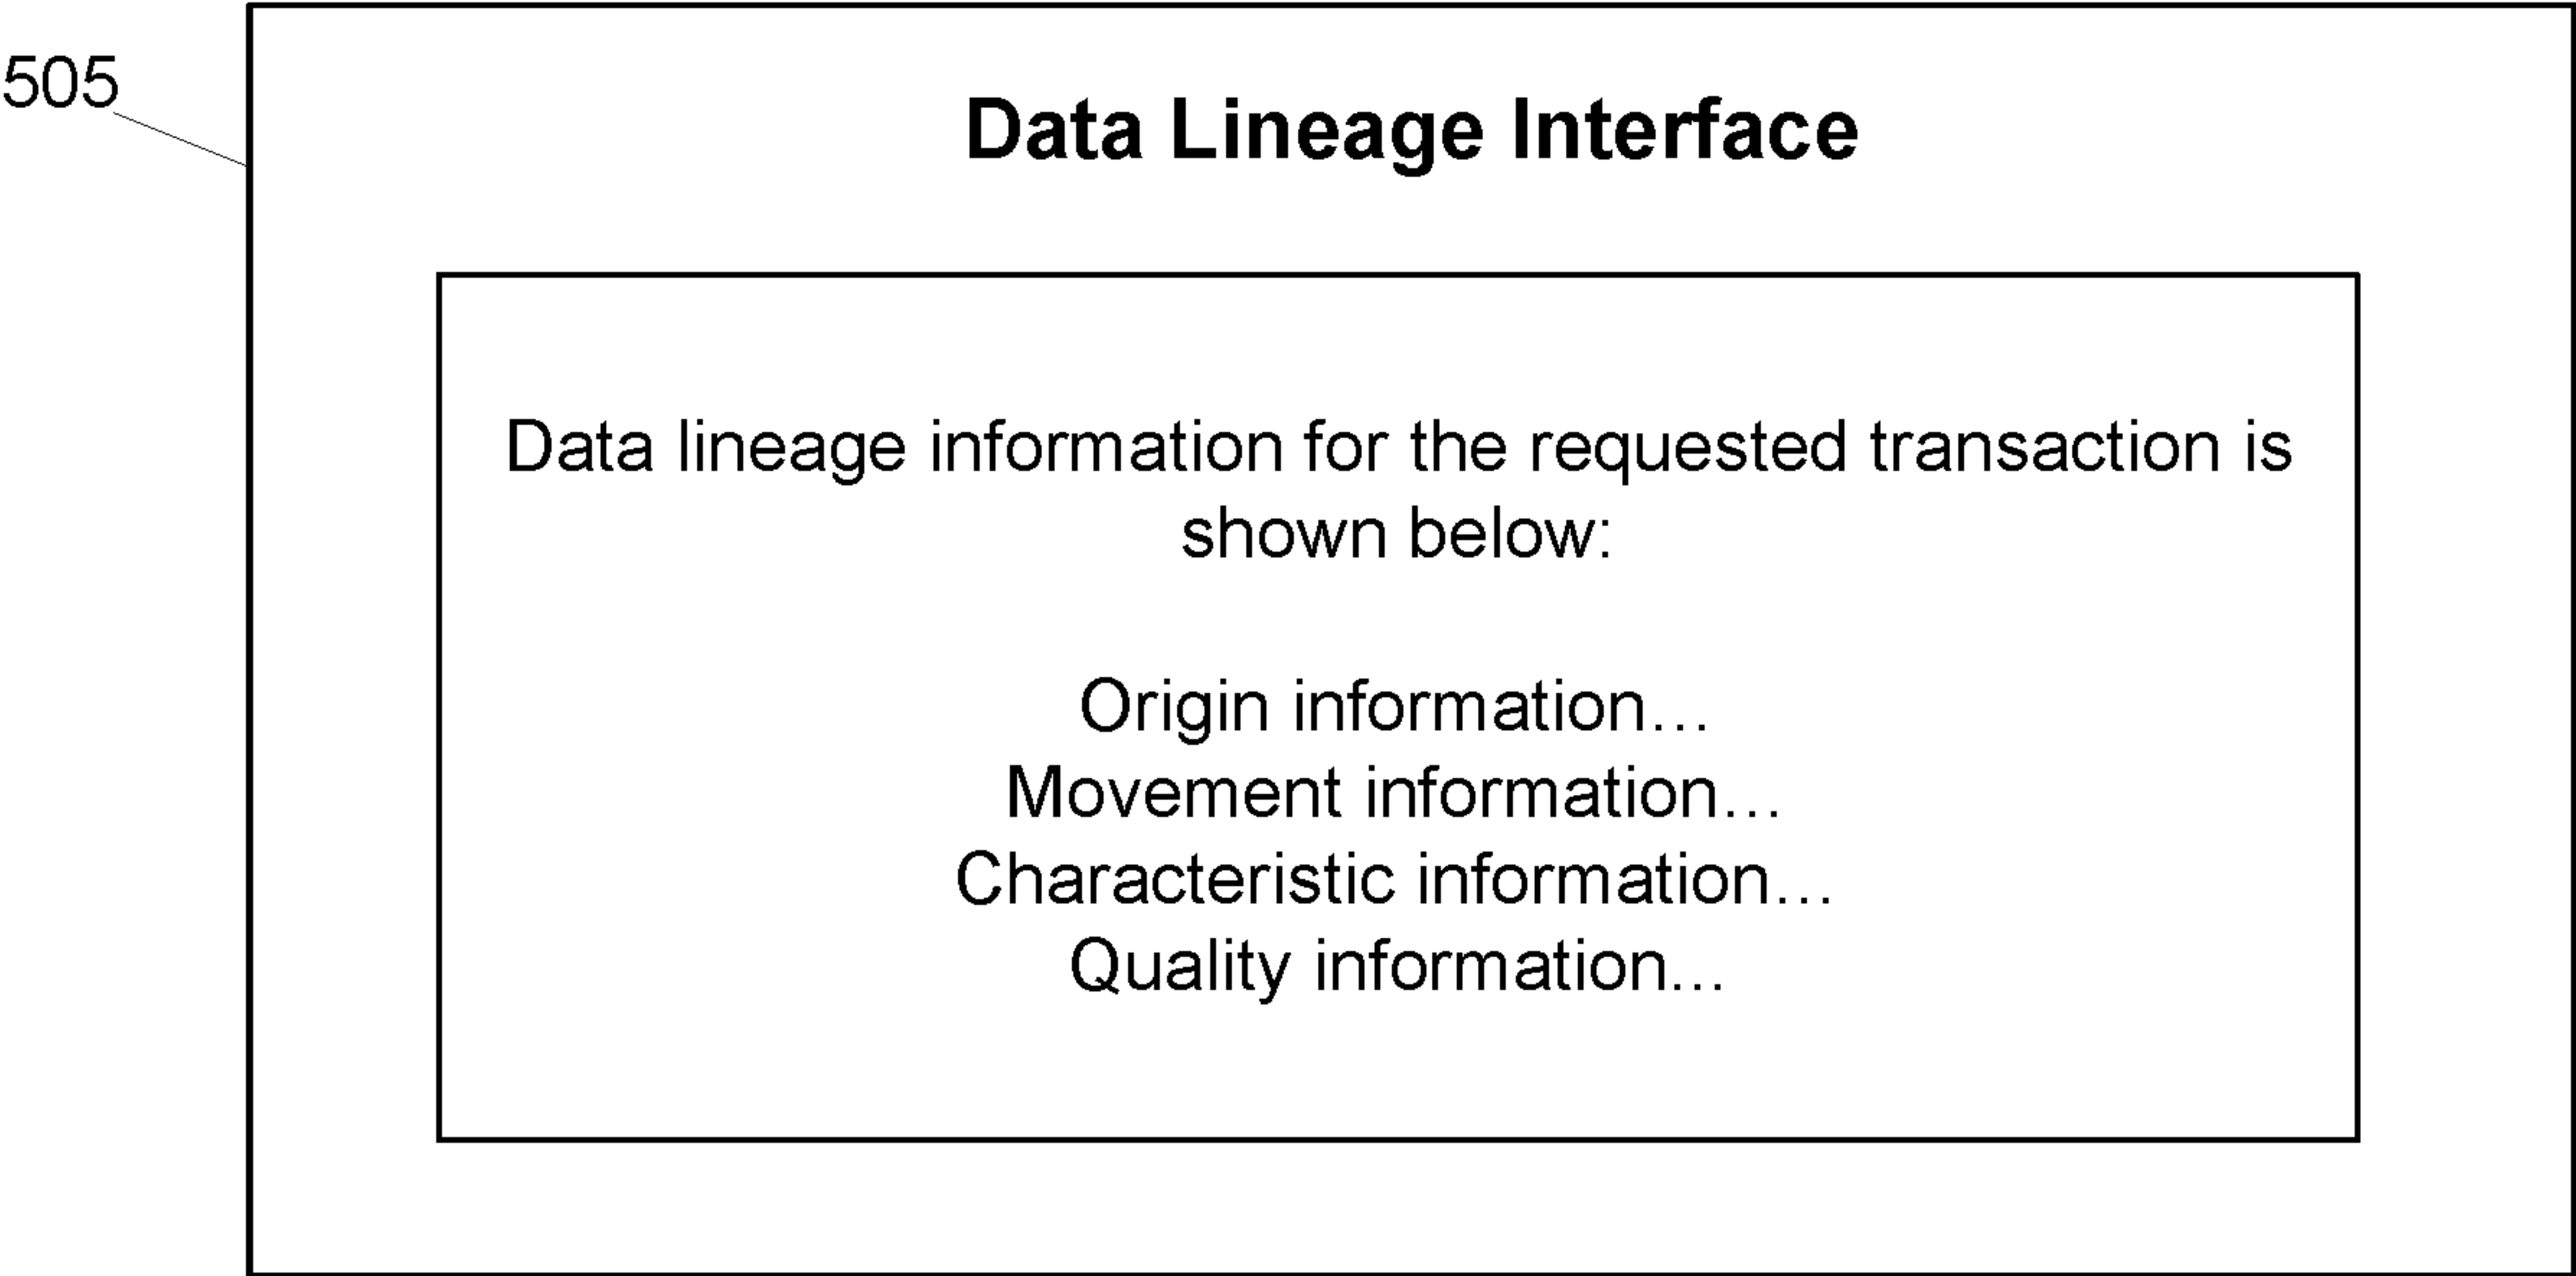 505
Data Lineage Interface
Data lineage information for the requested transaction is
shown below:
Origin information…
Movement information…
Characteristic information…
Quality information…